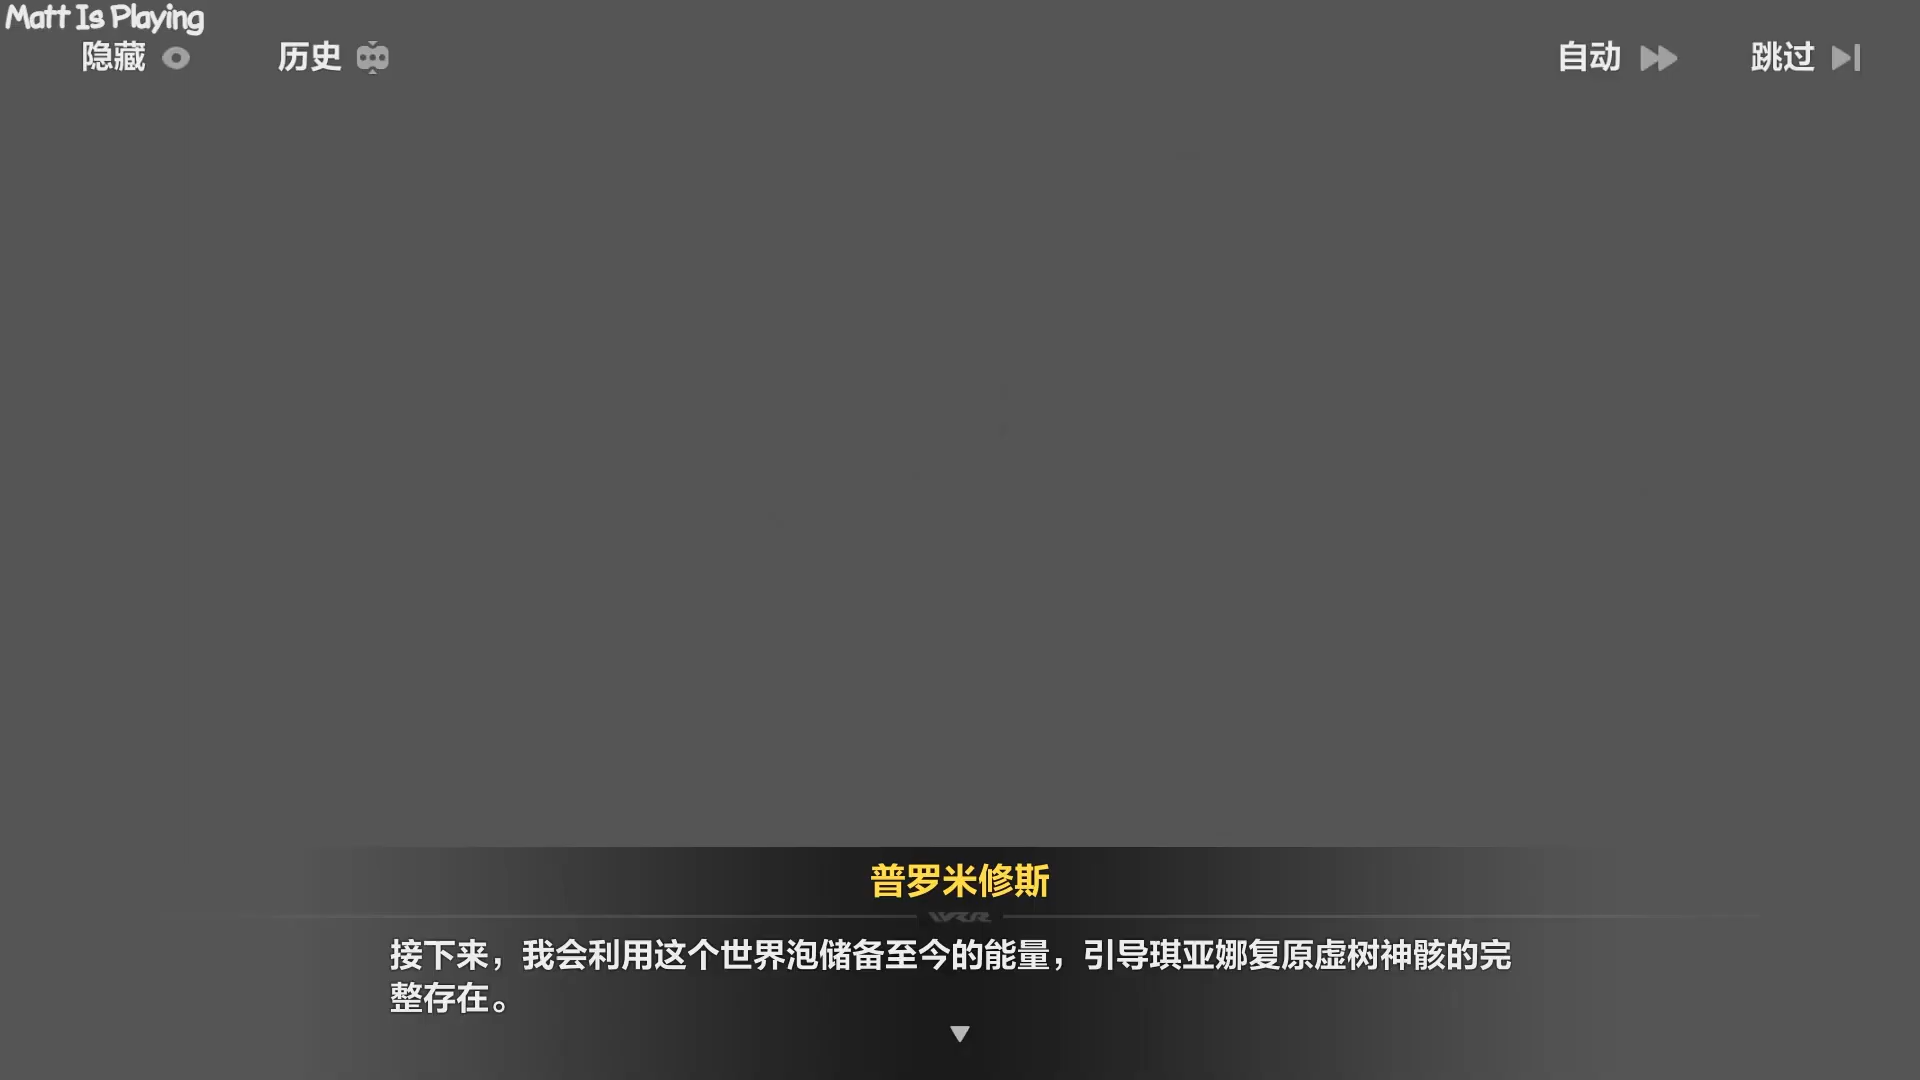 Matt Is Playing
隐藏
历史
自动
跳过
普罗米修斯
接下来，我会利用这个世界泡储备至今的能量，引导琪亚娜复原虚树神骸的完
整存在。